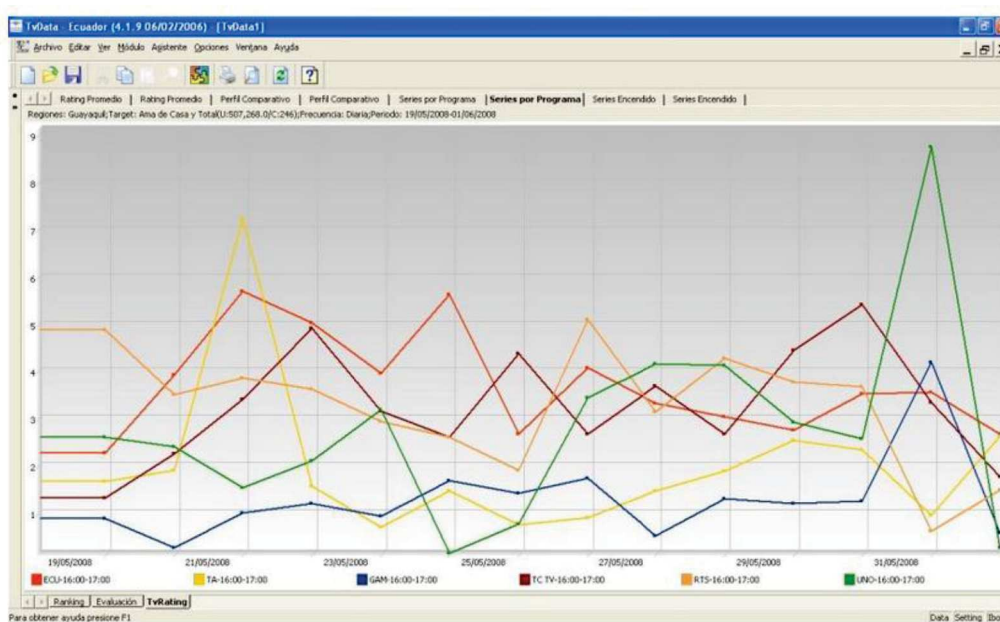 TvData - Ecuador (4.1.9 06/02/2006) - [TvData1]
Archivo Editar Ver Módulo Agistente Opciones Ventana Ayuda
Rating Promedio | Rating Promedio | Perfil Comparativo | Perfil Comparativo | Series por Programa | Series por Programa | Series Encendido | Series Encendido |
Regiones: Guayaquil;Target: Ama de Casa y Total(U:507,268.0/C:246);Frecuencia: Diaria;Periodo: 19/05/2008-01/06/2008
9
8
7
6
5
4
3
2
1
19/05/2008 21/05/2008 23/05/2008 25/05/2008 27/05/2008 29/05/2008 31/05/2008
ECU-16:00-17:00 TA-16:00-17:00 GAM-16:00-17:00 TC TV-16:00-17:00 RTS-16:00-17:00 UNO-16:00-17:00
Ranking Evaluación TvRating
Para obtener ayuda presione F1
Data Setting